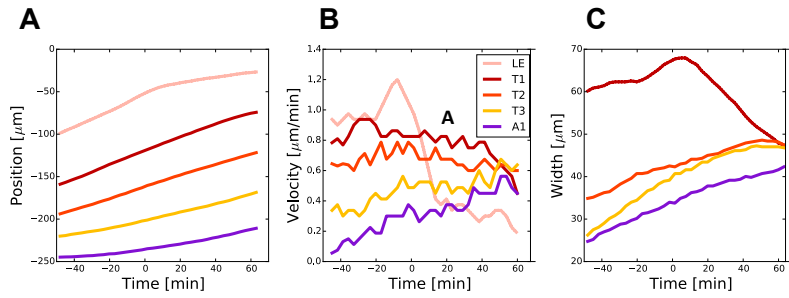 A
B
C
Position [μm]
0
−50
−100
−150
−200
−250
−40
−20
0
20
40
60
Time [min]
Velocity [μm/min]
1.4
1.2
1.0
0.8
0.6
0.4
0.2
0,0
LE
T1
T2
T3
A1
A
−40
−20
0
20
40
60
Time [min]
Width [μm]
70
60
50
40
30
20
−40
−20
0
20
40
60
Time [min]